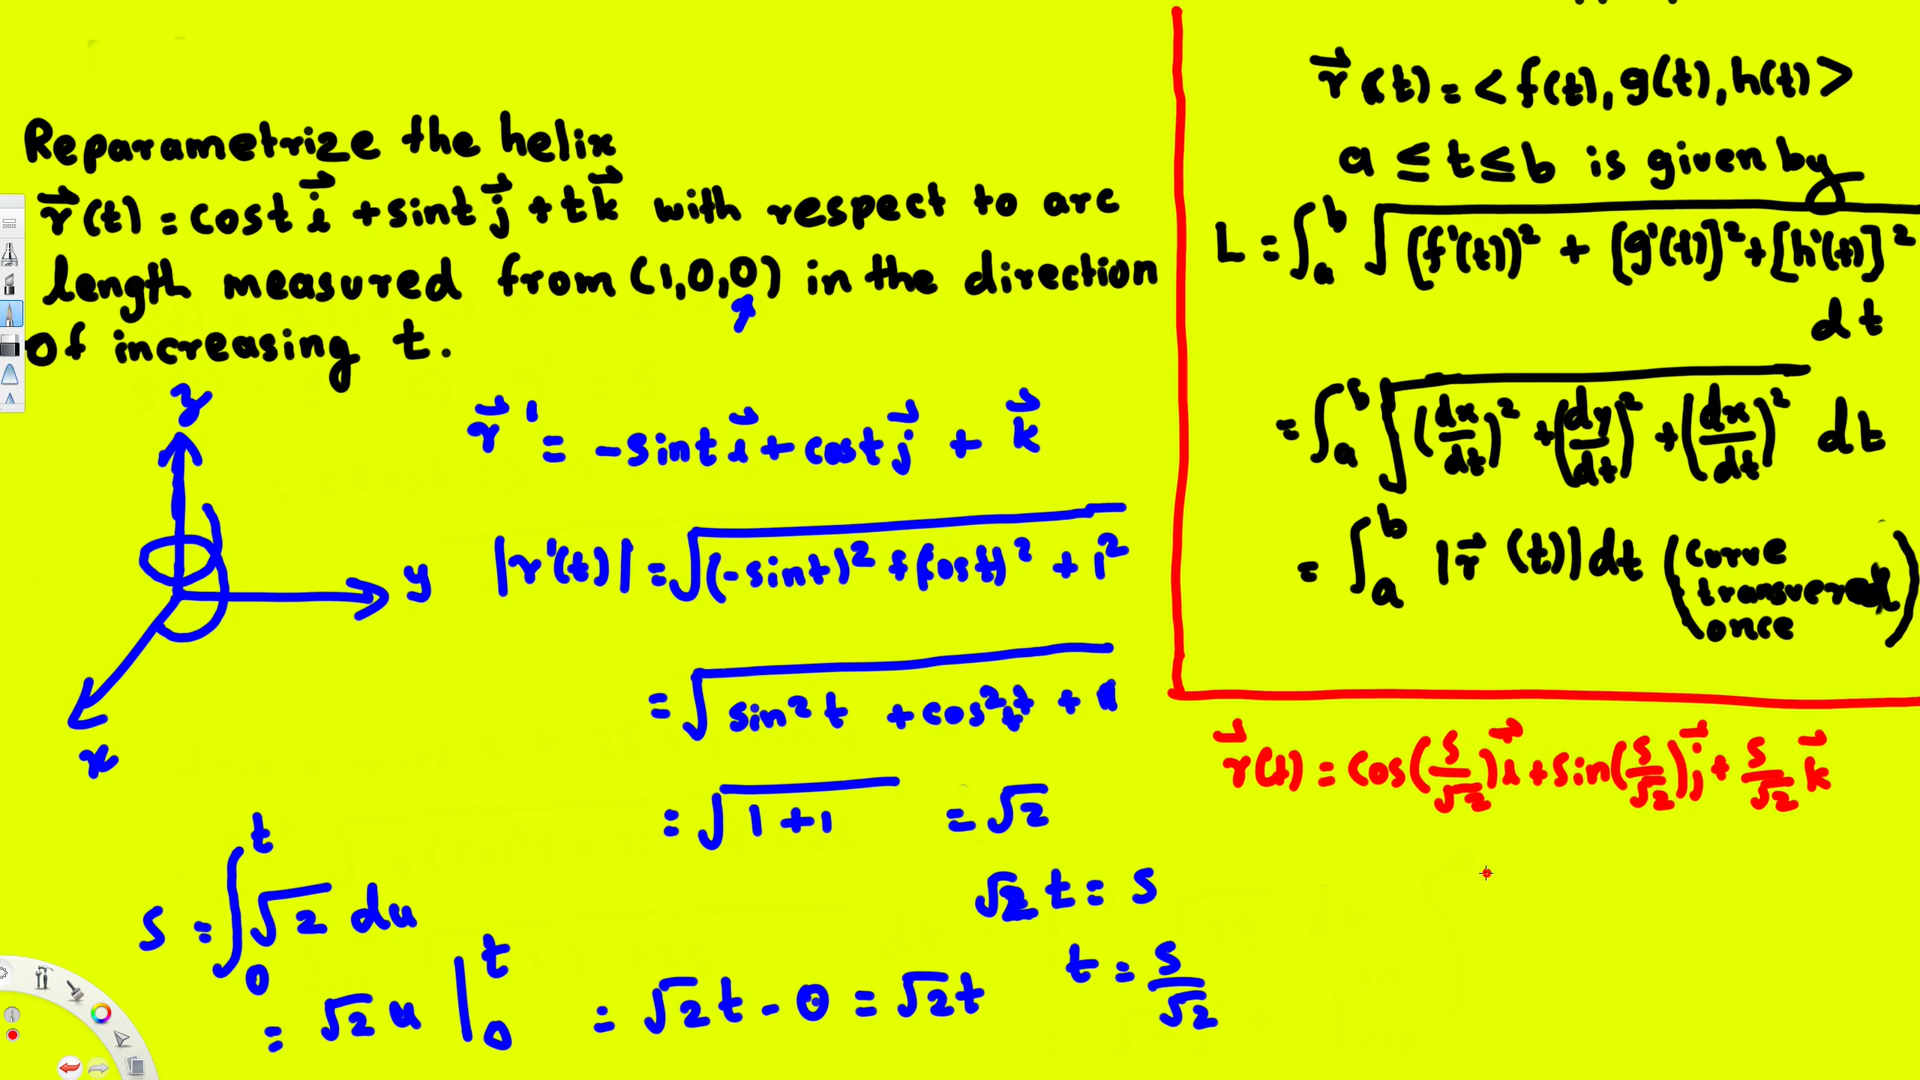 Reparametrize the helix
r⃗(t) = cost i⃗ + sint j⃗ + t k⃗ with respect to arc
length measured from (1,0,0) in the direction
of increasing t.
z
y
x
r⃗' = -sint i⃗ + cost j⃗ + k⃗
|r'(t)| = √((-sint)² + (cost)² + 1²)
= √(sin²t + cos²t + 1)
= √(1+1) = √2
s = ∫₀ᵗ √2 du
= √2 u |₀ᵗ = √2 t - 0 = √2 t
√2 t = s
t = s/√2
r⃗(t) = <f(t), g(t), h(t)>
a ≤ t ≤ b is given by
L = ∫ₐᵇ √([f'(t)]² + [g'(t)]² + [h'(t)]²
dt
= ∫ₐᵇ √((dx/dt)² + (dy/dt)² + (dx/dt)²) dt
= ∫ₐᵇ |r⃗ (t)| dt (curve
transversed
once)
r⃗(t) = cos(s/√2) i⃗ + sin(s/√2) j⃗ + s/√2 k⃗